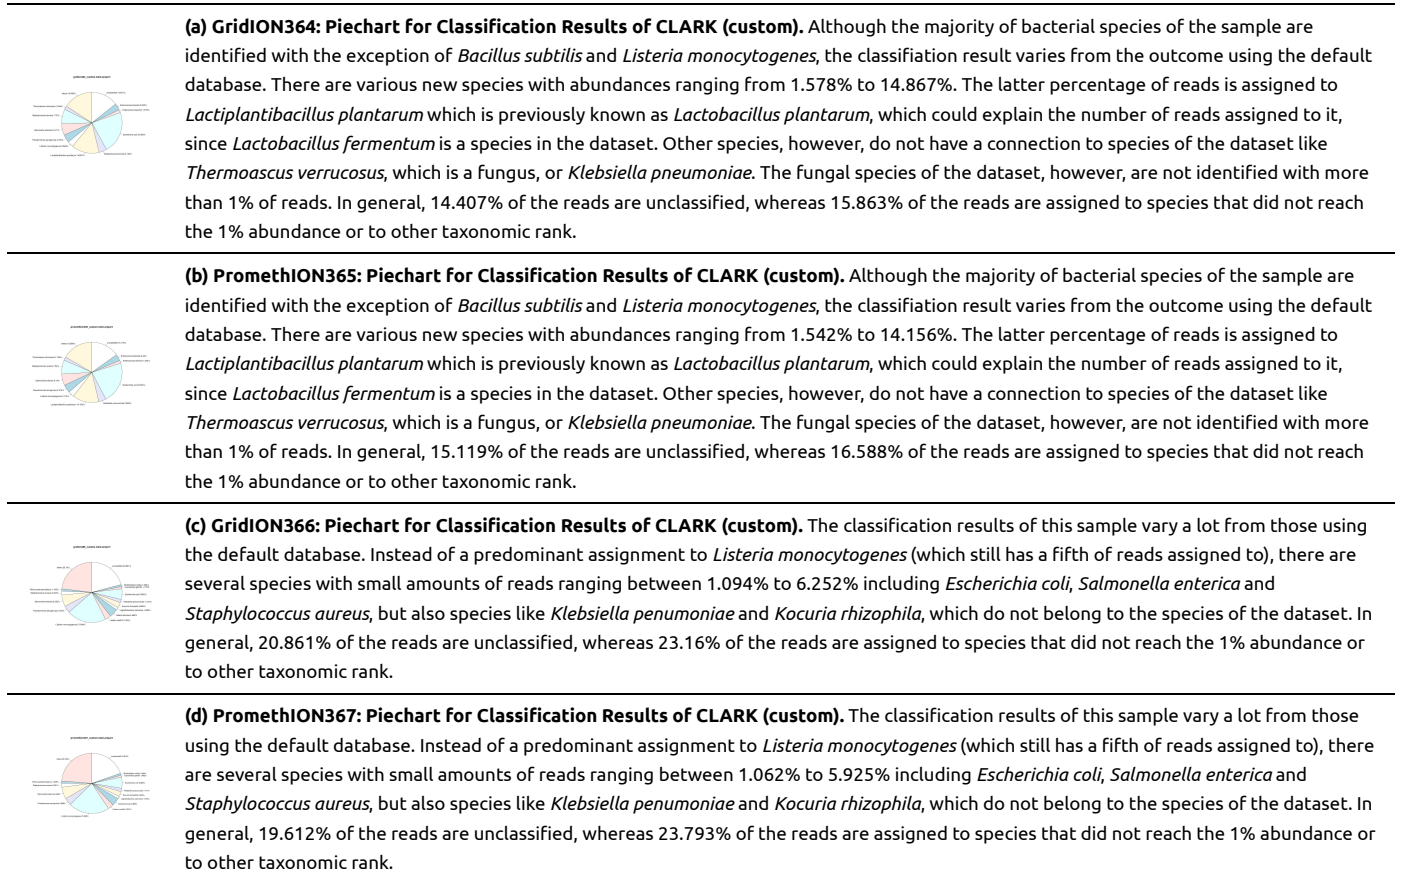 (a) GridION364: Piechart for Classification Results of CLARK (custom). Although the majority of bacterial species of the sample are
identified with the exception of Bacillus subtilis and Listeria monocytogenes, the classifiation result varies from the outcome using the default
database. There are various new species with abundances ranging from 1.578% to 14.867%. The latter percentage of reads is assigned to
Lactiplantibacillus plantarum which is previously known as Lactobacillus plantarum, which could explain the number of reads assigned to it,
since Lactobacillus fermentum is a species in the dataset. Other species, however, do not have a connection to species of the dataset like
Thermoascus verrucosus, which is a fungus, or Klebsiella pneumoniae. The fungal species of the dataset, however, are not identified with more
than 1% of reads. In general, 14.407% of the reads are unclassified, whereas 15.863% of the reads are assigned to species that did not reach
the 1% abundance or to other taxonomic rank.
(b) PromethION365: Piechart for Classification Results of CLARK (custom). Although the majority of bacterial species of the sample are
identified with the exception of Bacillus subtilis and Listeria monocytogenes, the classifiation result varies from the outcome using the default
database. There are various new species with abundances ranging from 1.542% to 14.156%. The latter percentage of reads is assigned to
Lactiplantibacillus plantarum which is previously known as Lactobacillus plantarum, which could explain the number of reads assigned to it,
since Lactobacillus fermentum is a species in the dataset. Other species, however, do not have a connection to species of the dataset like
Thermoascus verrucosus, which is a fungus, or Klebsiella pneumoniae. The fungal species of the dataset, however, are not identified with more
than 1% of reads. In general, 15.119% of the reads are unclassified, whereas 16.588% of the reads are assigned to species that did not reach
the 1% abundance or to other taxonomic rank.
(c) GridION366: Piechart for Classification Results of CLARK (custom). The classification results of this sample vary a lot from those using
the default database. Instead of a predominant assignment to Listeria monocytogenes (which still has a fifth of reads assigned to), there are
several species with small amounts of reads ranging between 1.094% to 6.252% including Escherichia coli, Salmonella enterica and
Staphylococcus aureus, but also species like Klebsiella penumoniae and Kocuria rhizophila, which do not belong to the species of the dataset. In
general, 20.861% of the reads are unclassified, whereas 23.16% of the reads are assigned to species that did not reach the 1% abundance or
to other taxonomic rank.
(d) PromethION367: Piechart for Classification Results of CLARK (custom). The classification results of this sample vary a lot from those
using the default database. Instead of a predominant assignment to Listeria monocytogenes (which still has a fifth of reads assigned to), there
are several species with small amounts of reads ranging between 1.062% to 5.925% including Escherichia coli, Salmonella enterica and
Staphylococcus aureus, but also species like Klebsiella penumoniae and Kocuria rhizophila, which do not belong to the species of the dataset. In
general, 19.612% of the reads are unclassified, whereas 23.793% of the reads are assigned to species that did not reach the 1% abundance or
to other taxonomic rank.